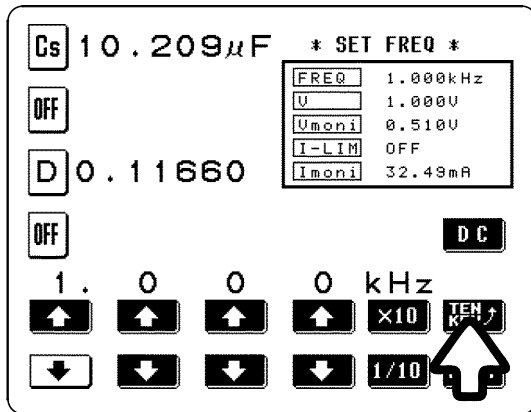 Cs 10.209μF
* SET FREQ *
FREQ 1.000kHz
V 1.000V
Vmoni 0.510V
I-LIM OFF
Imoni 32.49mA
OFF
D 0.11660
OFF
DC
1. 0 0 0 kHz
×10 TEN
1/10